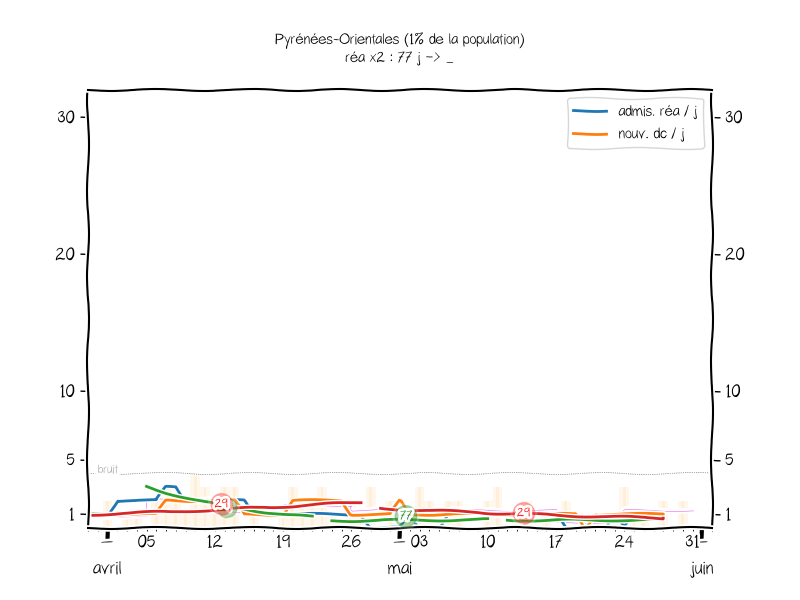 Pyrénées-Orientales (1% de la population)
réa x2 : 77 j -> _
30
20
10
5
1
admis. réa / j
nouv. dc / j
30
20
10
5
1
bruit
29
77
29
05
12
19
26
03
10
17
24
31
avril
mai
juin